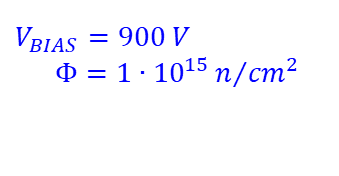 V_BIAS = 900 V
Φ = 1 · 10^15 n/cm^2